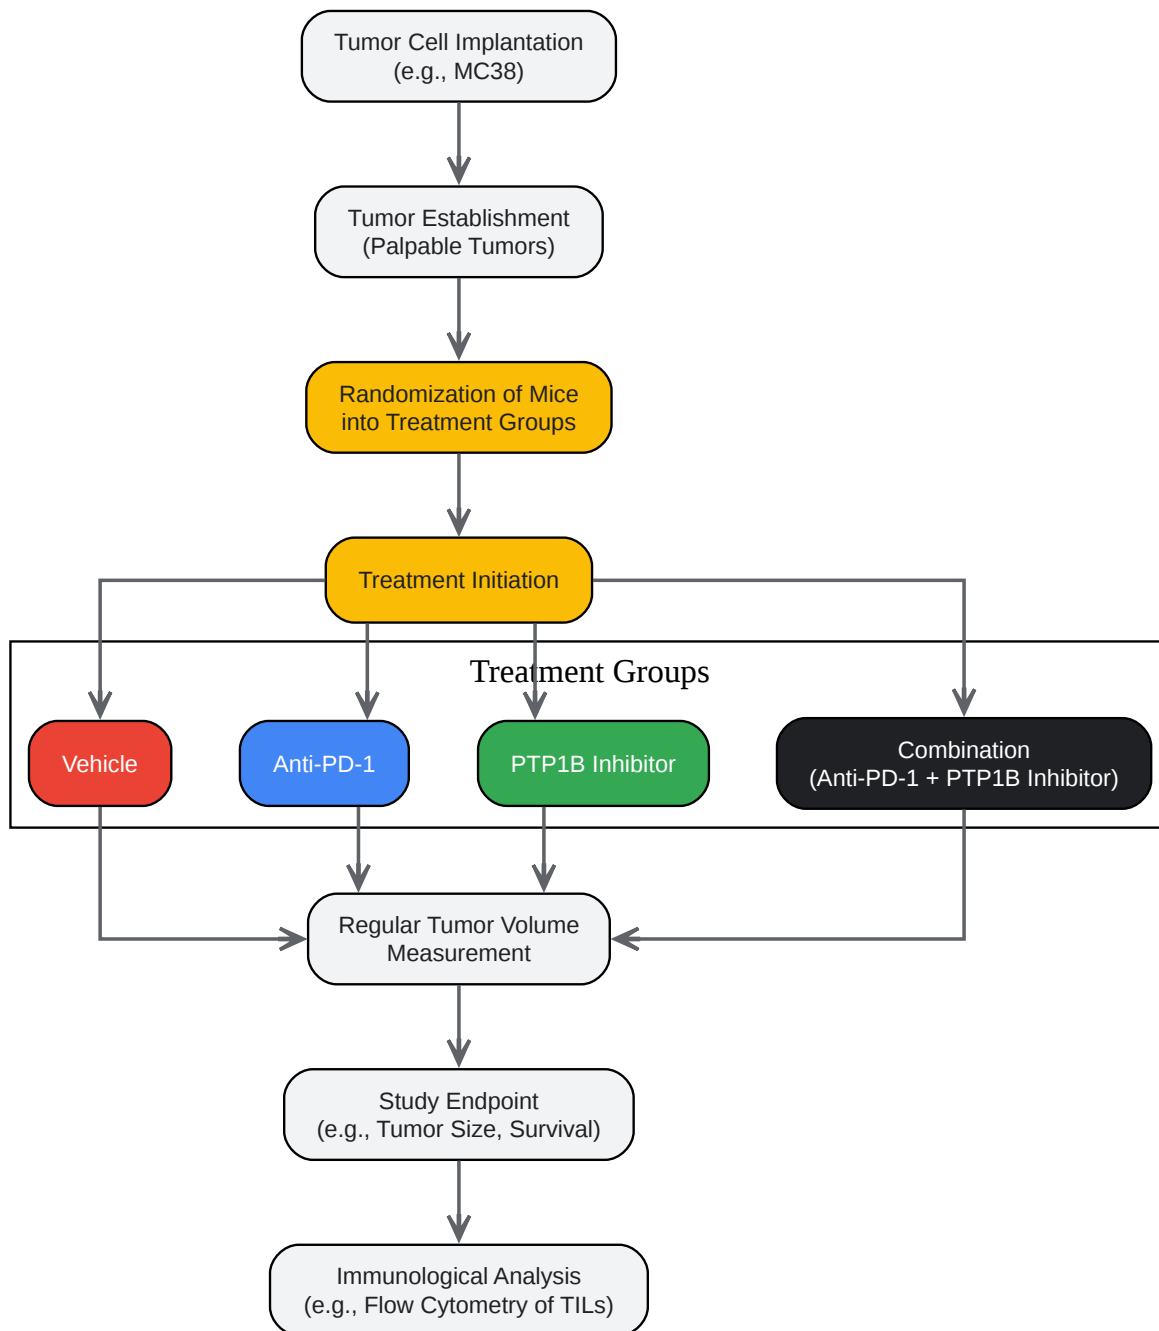 Tumor Cell Implantation
(e.g., MC38)
Tumor Establishment
(Palpable Tumors)
Randomization of Mice
into Treatment Groups
Treatment Initiation
Treatment Groups
Vehicle
Anti-PD-1
PTP1B Inhibitor
Combination
(Anti-PD-1 + PTP1B Inhibitor)
Regular Tumor Volume
Measurement
Study Endpoint
(e.g., Tumor Size, Survival)
Immunological Analysis
(e.g., Flow Cytometry of TILs)